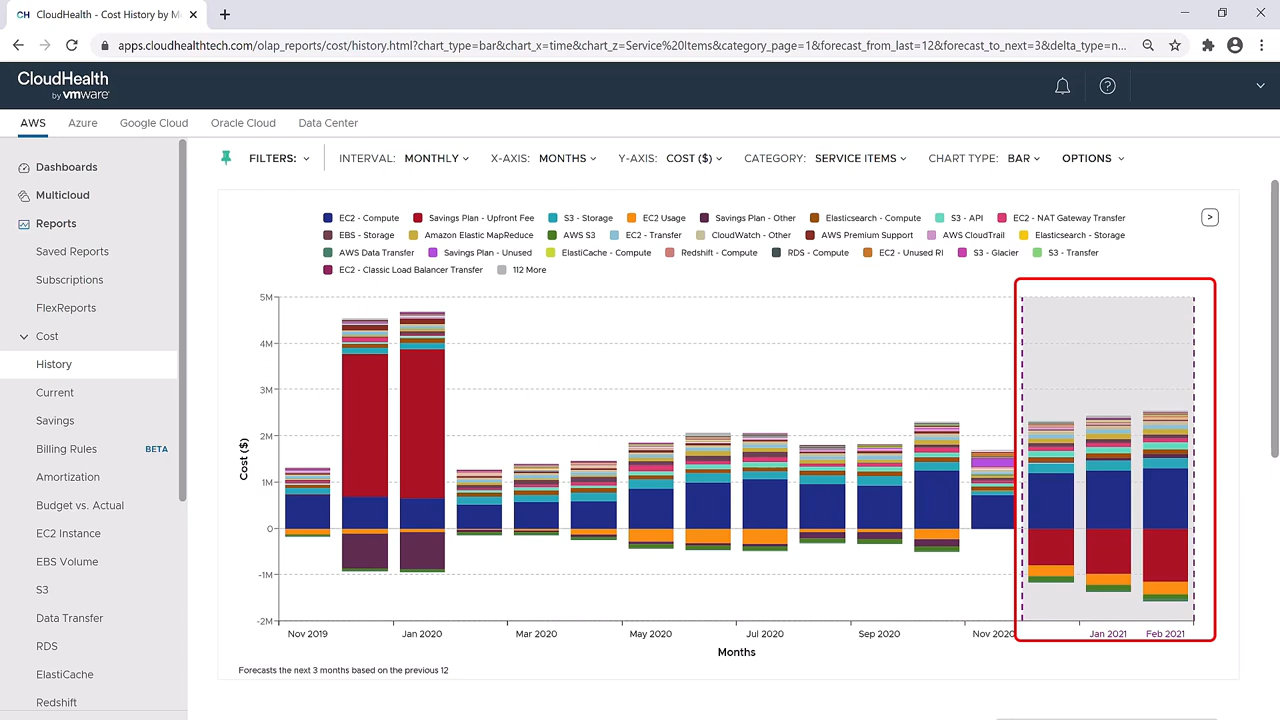 CH CloudHealth - Cost History by M
apps.cloudhealthtech.com/olap_reports/cost/history.html?chart_type=bar&chart_x=time&chart_z=Service%20Items&category_page=1&forecast_from_last=12&forecast_to_next=3&delta_type=n...
CloudHealth
by vmware
AWS Azure Google Cloud Oracle Cloud Data Center
Dashboards
Multicloud
Reports
Saved Reports
Subscriptions
FlexReports
Cost
History
Current
Savings
Billing Rules BETA
Amortization
Budget vs. Actual
EC2 Instance
EBS Volume
S3
Data Transfer
RDS
ElastiCache
Redshift
FILTERS: INTERVAL: MONTHLY X-AXIS: MONTHS Y-AXIS: COST ($) CATEGORY: SERVICE ITEMS CHART TYPE: BAR OPTIONS
EC2 - Compute Savings Plan - Upfront Fee S3 - Storage EC2 Usage Savings Plan - Other Elasticsearch - Compute S3 - API EC2 - NAT Gateway Transfer
EBS - Storage Amazon Elastic MapReduce AWS S3 EC2 - Transfer CloudWatch - Other AWS Premium Support AWS CloudTrail Elasticsearch - Storage
AWS Data Transfer Savings Plan - Unused ElastiCache - Compute Redshift - Compute RDS - Compute EC2 - Unused RI S3 - Glacier S3 - Transfer
EC2 - Classic Load Balancer Transfer 112 More
>
5M
4M
3M
2M
1M
0
-1M
-2M
Cost ($)
Nov 2019 Jan 2020 Mar 2020 May 2020 Jul 2020 Sep 2020 Nov 2020 Jan 2021 Feb 2021
Months
Forecasts the next 3 months based on the previous 12